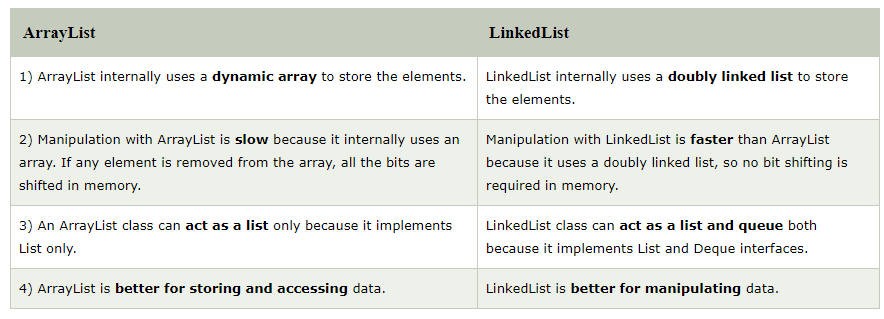 ArrayList
LinkedList
1) ArrayList internally uses a dynamic array to store the elements.
LinkedList internally uses a doubly linked list to store
the elements.
2) Manipulation with ArrayList is slow because it internally uses an
array. If any element is removed from the array, all the bits are
shifted in memory.
Manipulation with LinkedList is faster than ArrayList
because it uses a doubly linked list, so no bit shifting is
required in memory.
3) An ArrayList class can act as a list only because it implements
List only.
LinkedList class can act as a list and queue both
because it implements List and Deque interfaces.
4) ArrayList is better for storing and accessing data.
LinkedList is better for manipulating data.